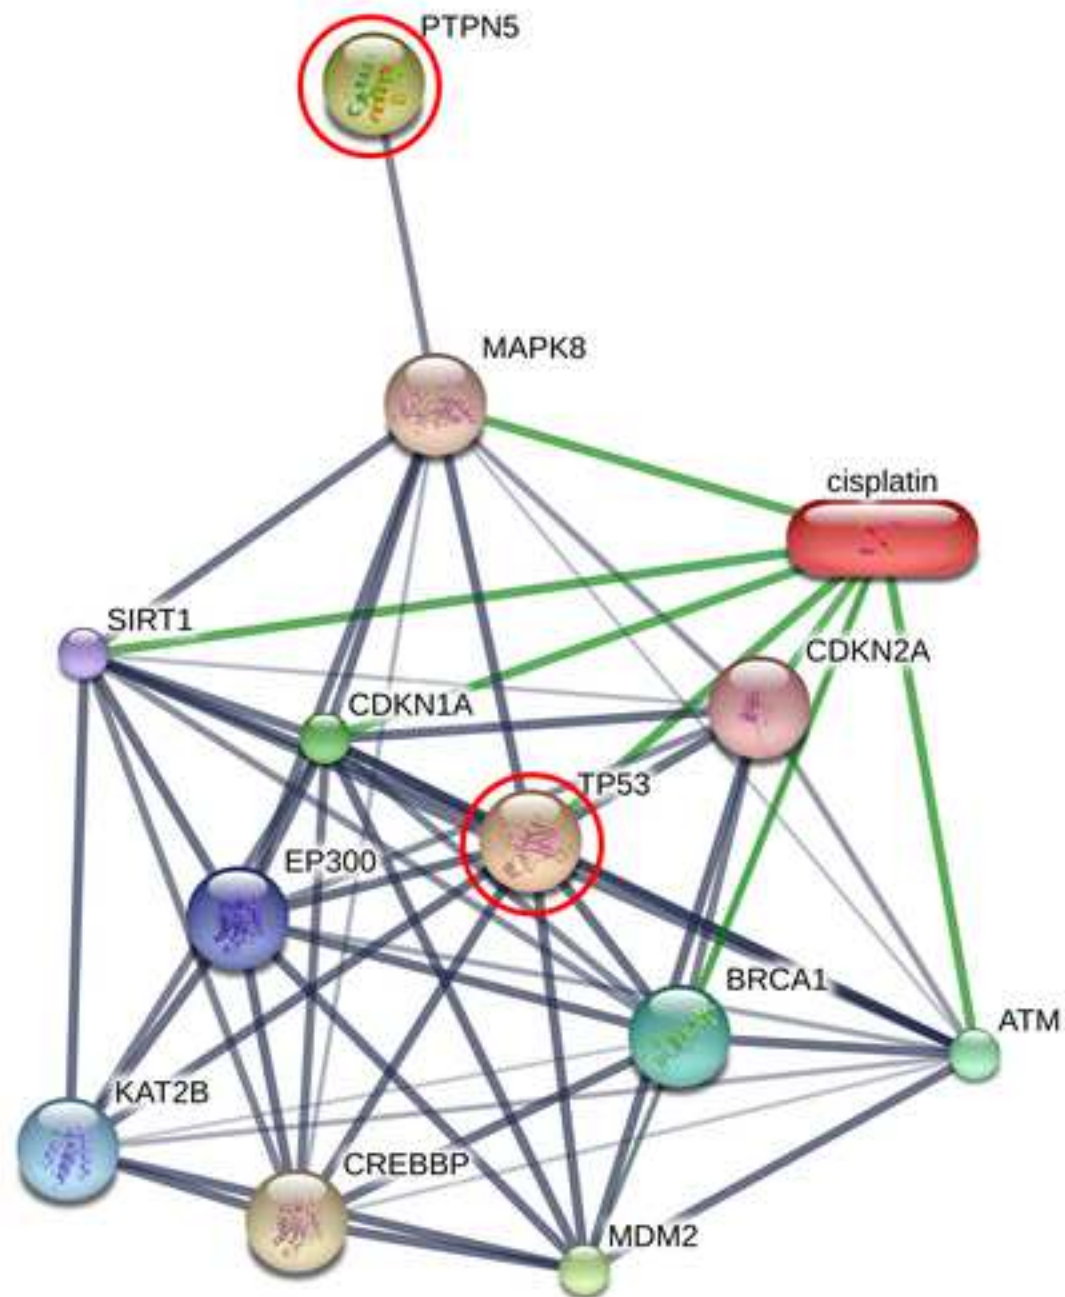 PTPN5
MAPK8
cisplatin
SIRT1
CDKN2A
CDKN1A
TP53
EP300
BRCA1
ATM
KAT2B
CREBBP
MDM2